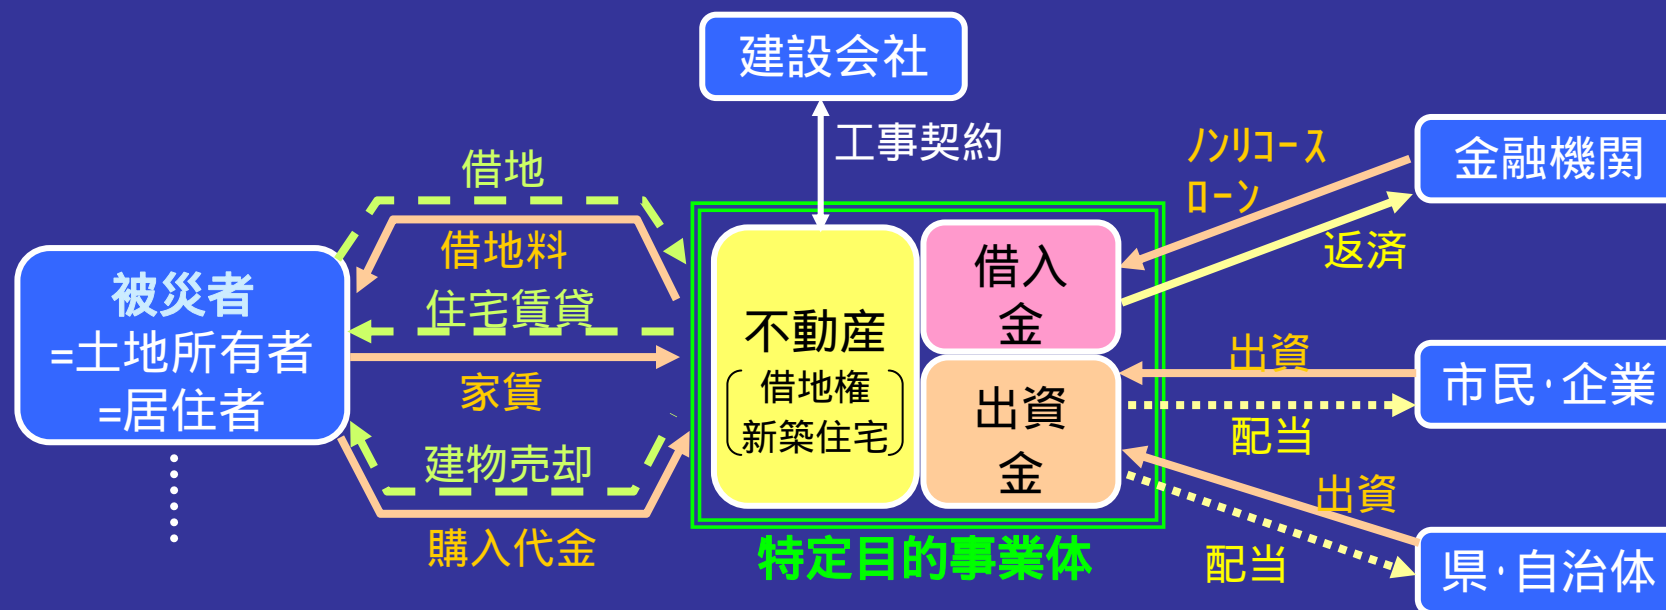 建設会社
工事契約
ノンリコース
ローン
金融機関
返済
借地
借地料
住宅賃貸
家賃
建物売却
購入代金
被災者
=土地所有者
=居住者
不動産
借地権
新築住宅
借入
金
出資
金
特定目的事業体
出資
市民・企業
配当
出資
配当
県・自治体